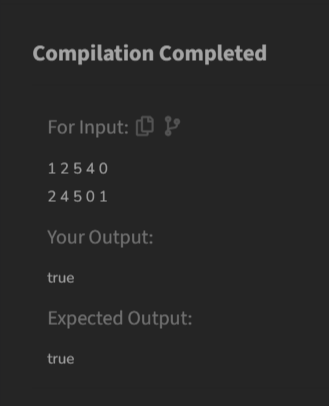 Compilation Completed
For Input:
1 2 5 4 0
2 4 5 0 1
Your Output:
true
Expected Output:
true